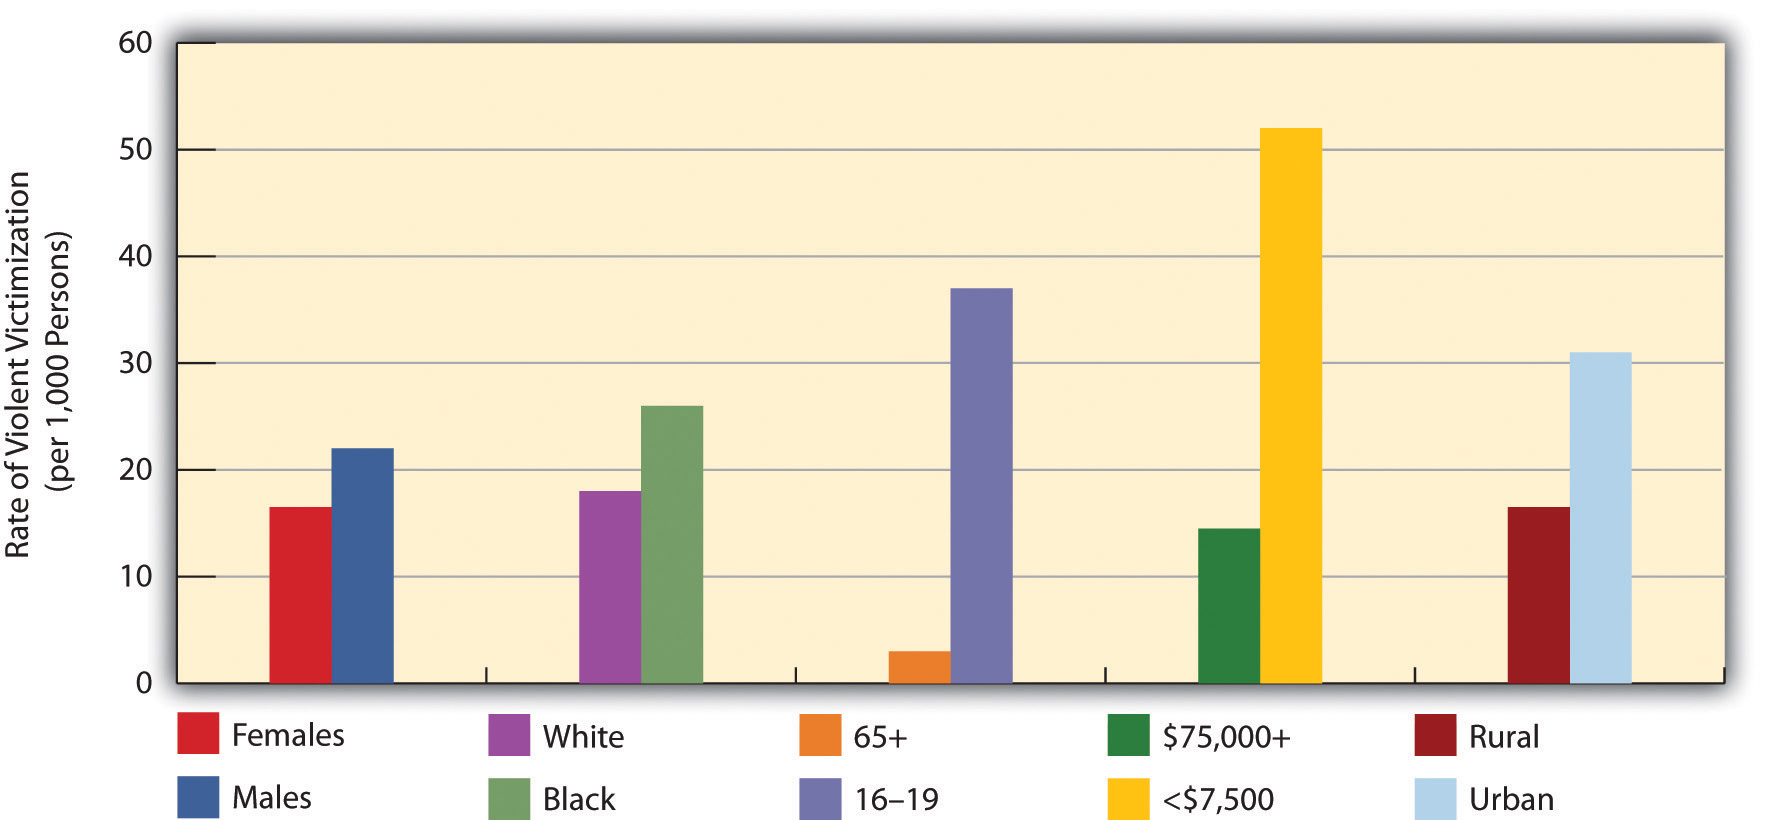 Rate of Violent Victimization
(per 1,000 Persons)
60
50
40
30
20
10
0
Females
White
65+
$75,000+
Rural
Males
Black
16–19
<$7,500
Urban